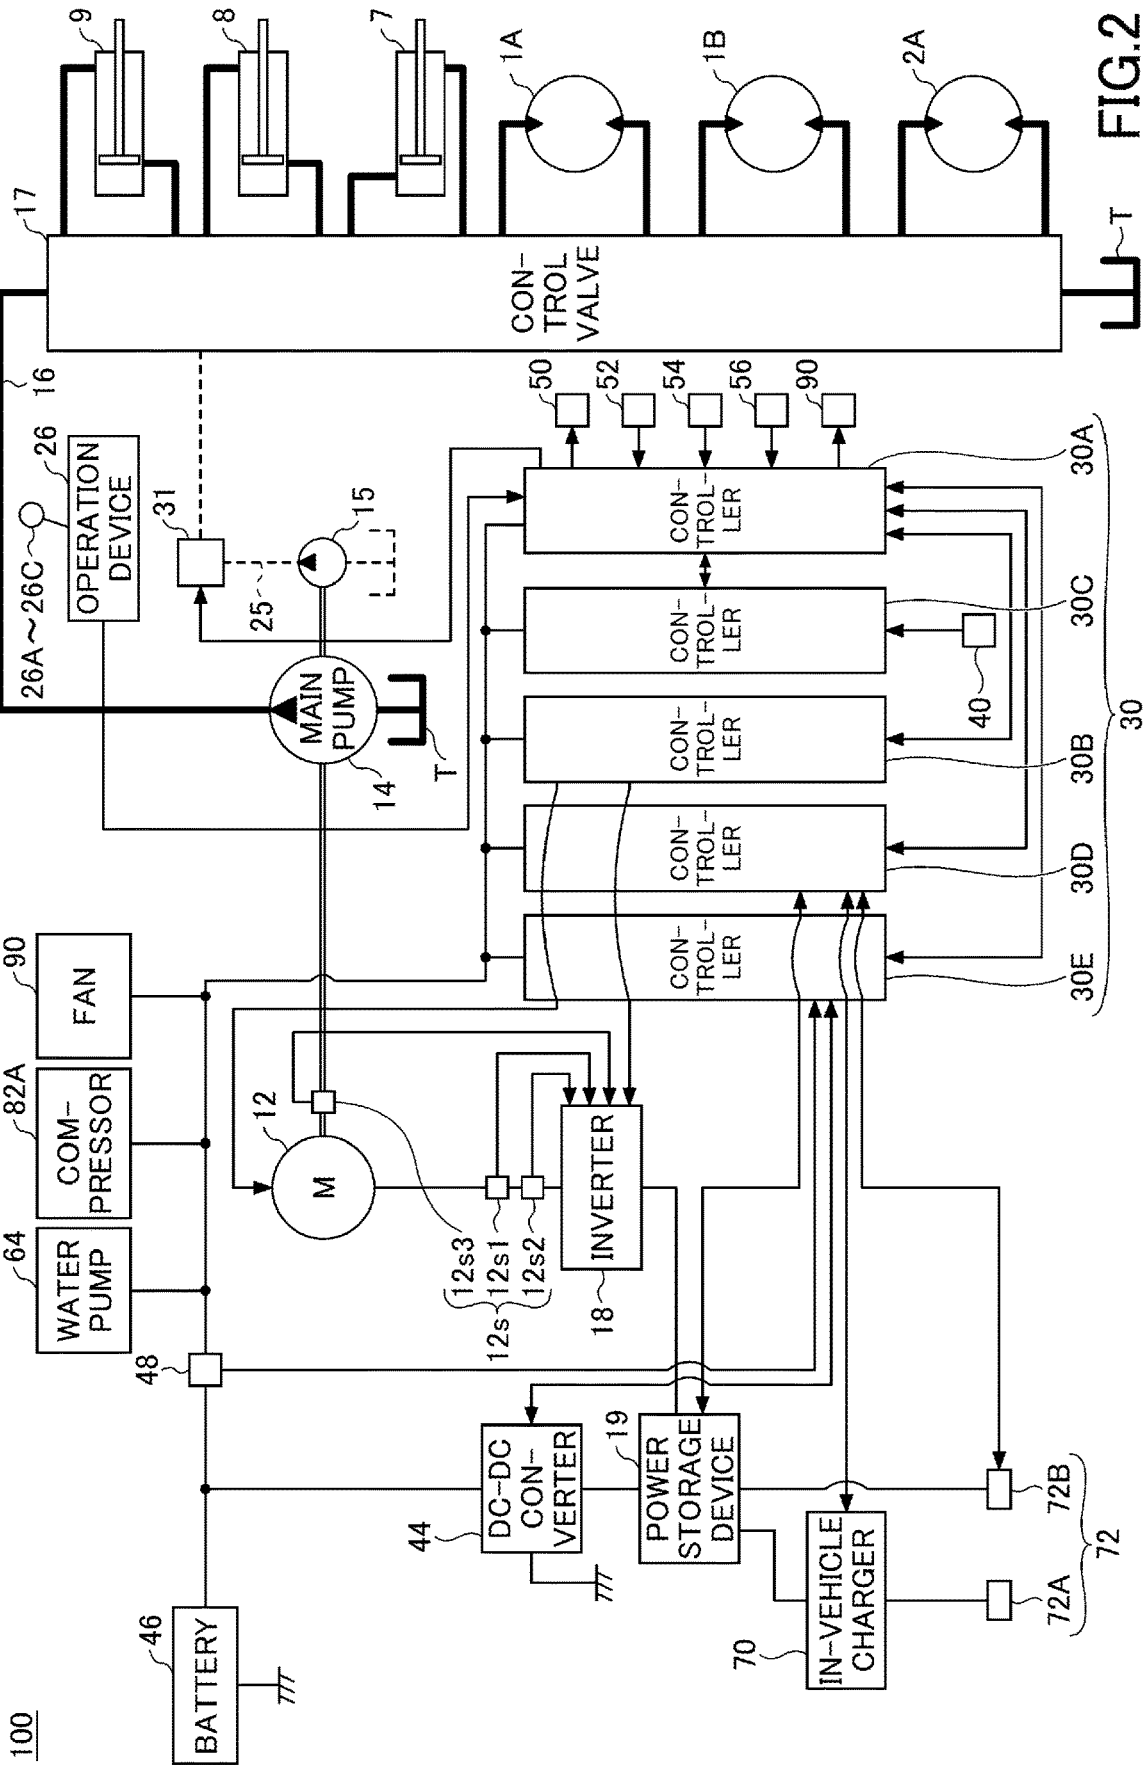 100
FIG.2
46
BATTERY
48
64
WATER
PUMP
82A
COM-
PRESSOR
90
FAN
26A~26C
26
OPERATION
DEVICE
16
17
CON-
TROL
VALVE
9
8
7
1A
1B
2A
T
31
25
15
MAIN
PUMP
14
T
12
M
12s3
12s1
12s2
12s
18
INVERTER
44
DC-DC
CON-
VERTER
19
POWER
STORAGE
DEVICE
70
IN-VEHICLE
CHARGER
72A
72B
72
CON-
TROL-
LER
30E
CON-
TROL-
LER
30D
CON-
TROL-
LER
30B
CON-
TROL-
LER
30C
CON-
TROL-
LER
30A
30
40
50
52
54
56
90